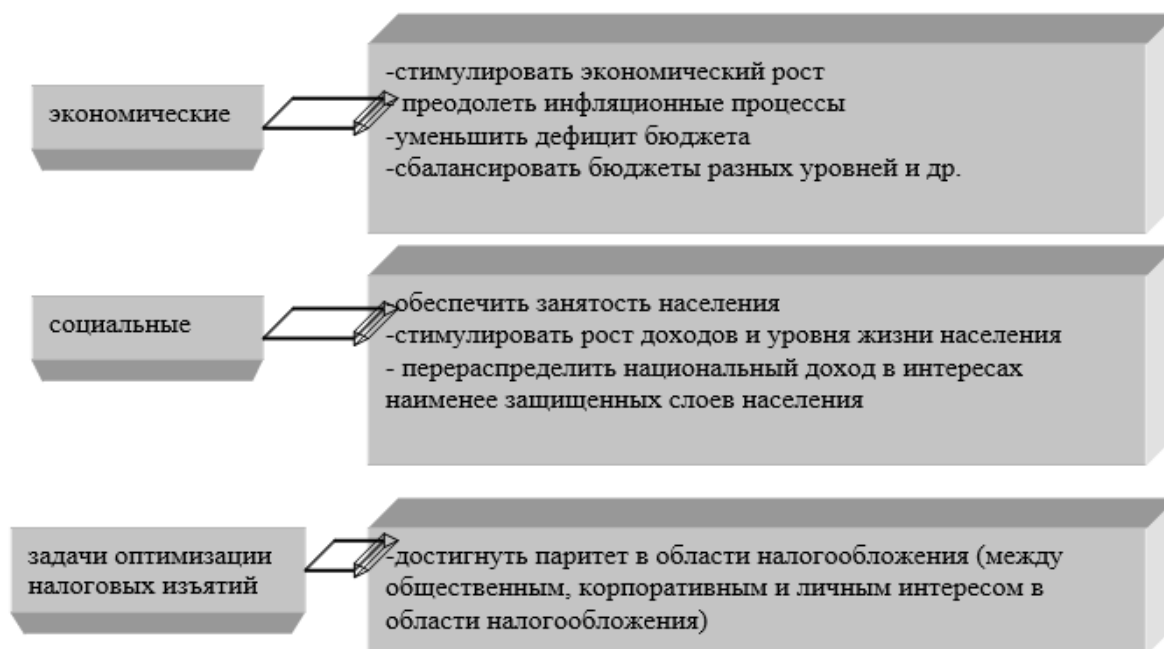 экономические
-стимулировать экономический рост
преодолеть инфляционные процессы
-уменьшить дефицит бюджета
-сбалансировать бюджеты разных уровней и др.
социальные
обеспечить занятость населения
-стимулировать рост доходов и уровня жизни населения
- перераспределить национальный доход в интересах
наименее защищенных слоев населения
задачи оптимизации
налоговых изъятий
-достигнуть паритет в области налогообложения (между
общественным, корпоративным и личным интересом в
области налогообложения)